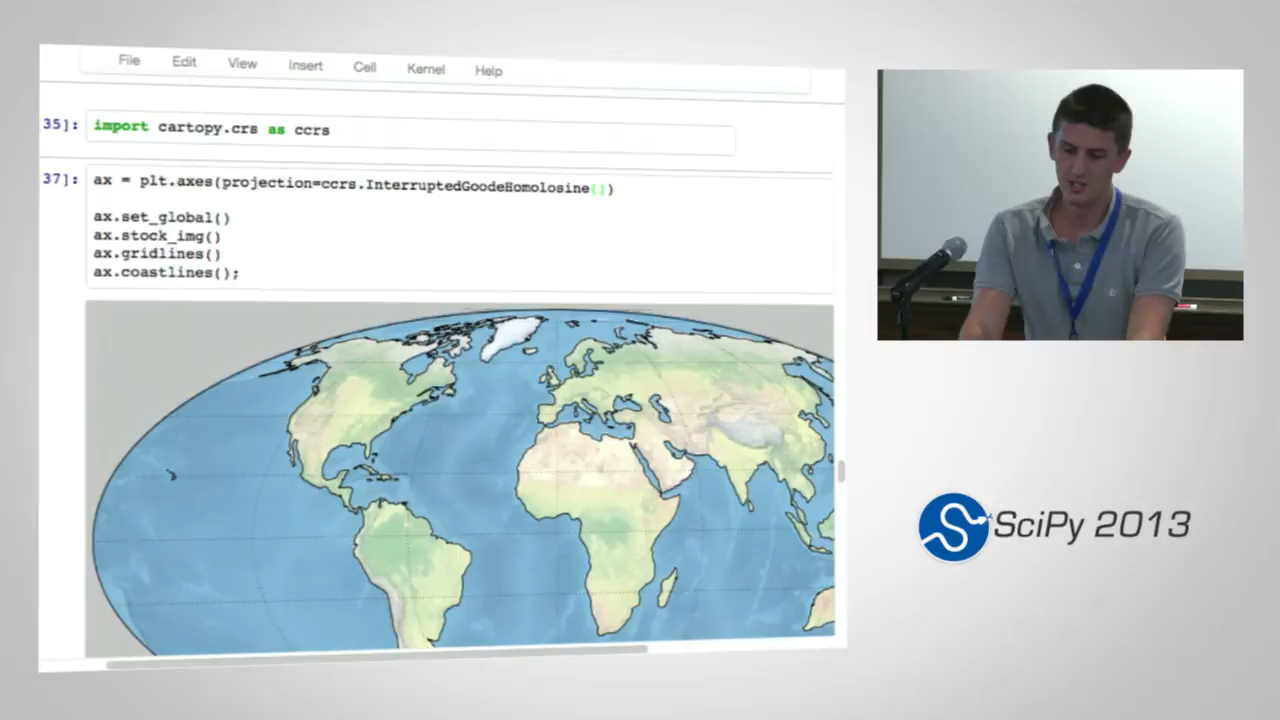 File Edit View Insert Cell Kernel Help
35]: import cartopy.crs as ccrs
37]: ax = plt.axes(projection=ccrs.InterruptedGoodeHomolosine())
ax.set_global()
ax.stock_img()
ax.gridlines()
ax.coastlines();
SciPy 2013